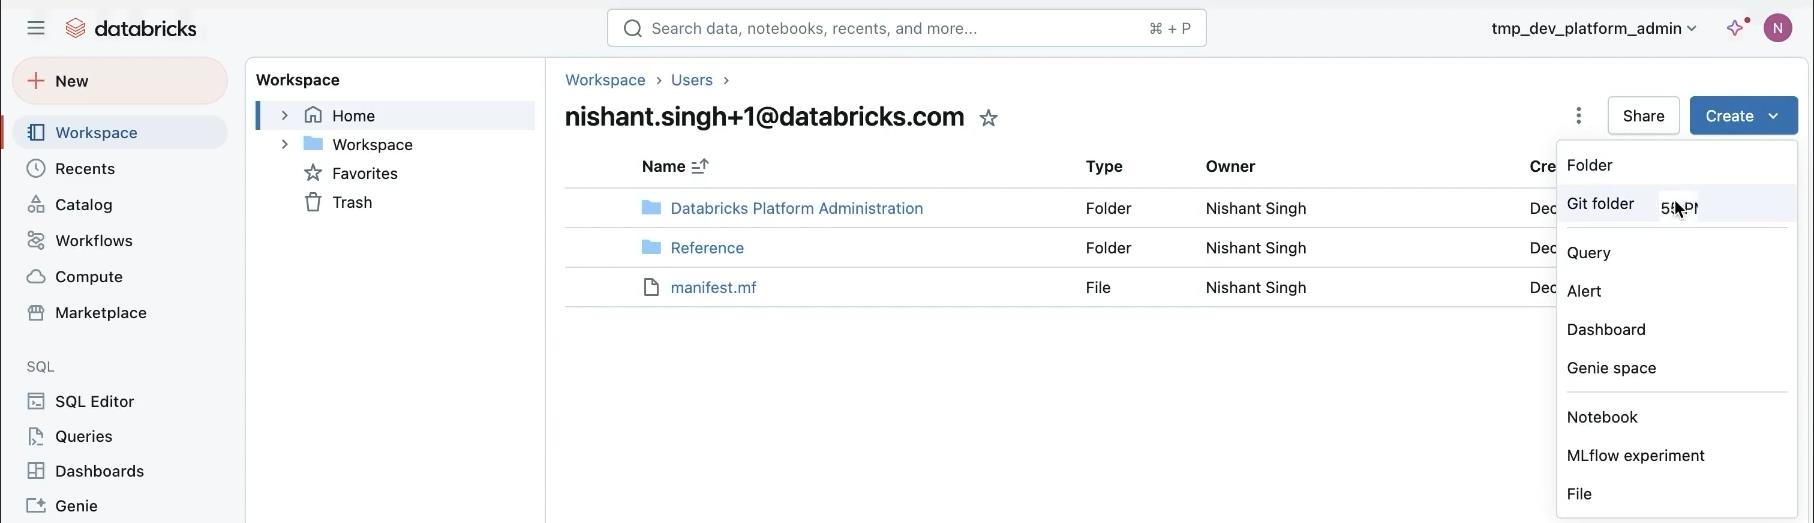 databricks
Search data, notebooks, recents, and more...
⌘ + P
tmp_dev_platform_admin
N
New
Workspace
Recents
Catalog
Workflows
Compute
Marketplace
SQL
SQL Editor
Queries
Dashboards
Genie
Workspace
Home
Workspace
Favorites
Trash
Workspace > Users >
nishant.singh+1@databricks.com
Share
Create
Name Type Owner Cre
Databricks Platform Administration Folder Nishant Singh Dec
Reference Folder Nishant Singh Dec
manifest.mf File Nishant Singh Dec
Folder
Git folder
Query
Alert
Dashboard
Genie space
Notebook
MLflow experiment
File